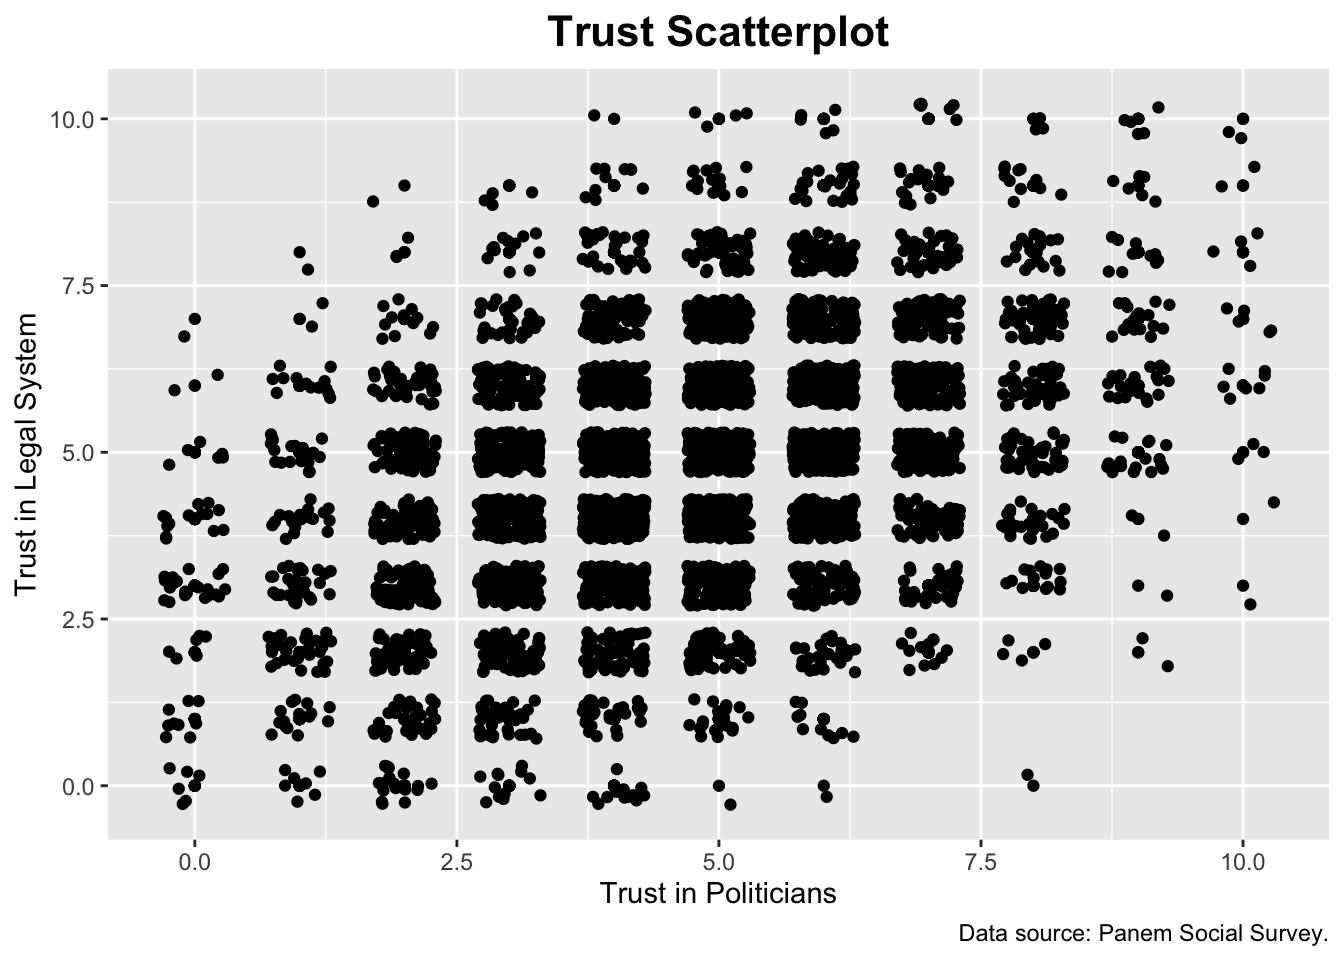 Trust Scatterplot
Trust in Legal System
10.0
7.5
5.0
2.5
0.0
0.0 2.5 5.0 7.5 10.0
Trust in Politicians
Data source: Panem Social Survey.